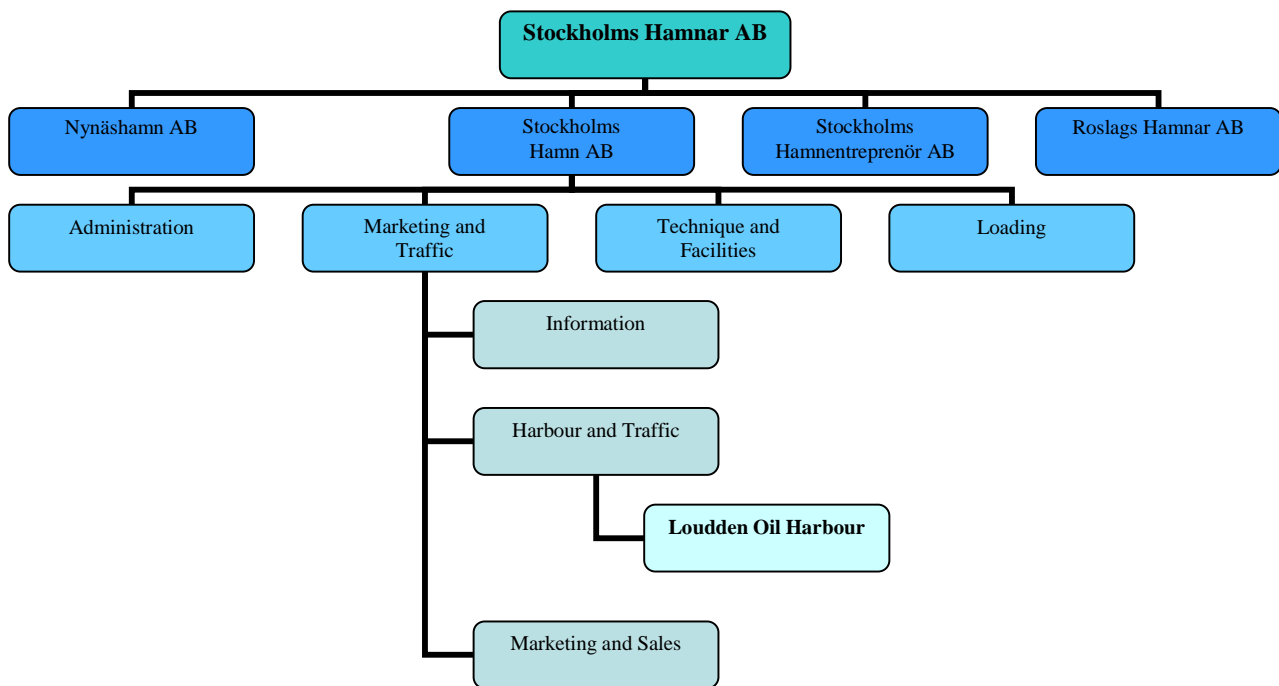 Stockholms Hamnar AB
Nynäshamn AB
Stockholms
Hamn AB
Stockholms
Hamnentreprenör AB
Roslags Hamnar AB
Administration
Marketing and
Traffic
Technique and
Facilities
Loading
Information
Harbour and Traffic
Loudden Oil Harbour
Marketing and Sales